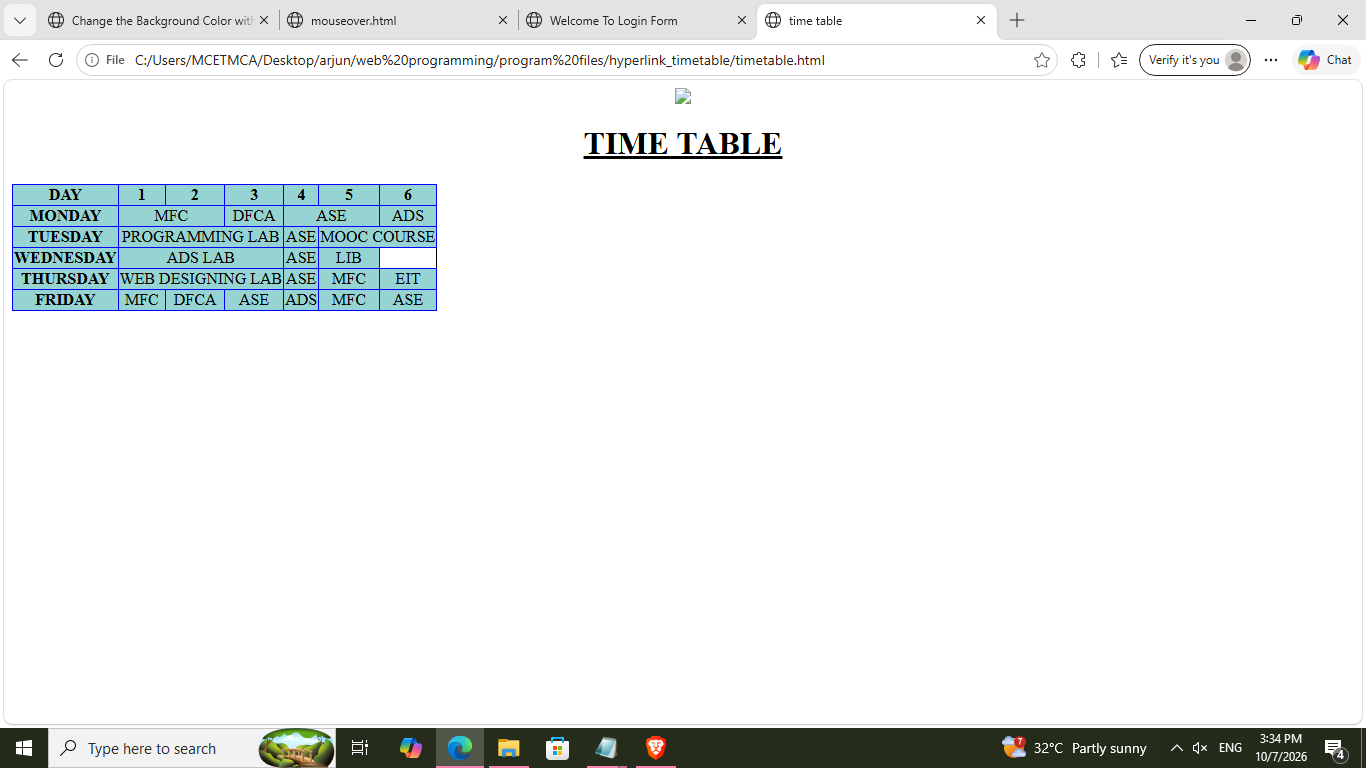 Change the Background Color with
mouseover.html
Welcome To Login Form
time table
File C:/Users/MCETMCA/Desktop/arjun/web%20programming/program%20files/hyperlink_timetable/timetable.html
Verify it's you
Chat
TIME TABLE
DAY 1 2 3 4 5 6
MONDAY MFC DFCA ASE ADS
TUESDAY PROGRAMMING LAB ASE MOOC COURSE
WEDNESDAY ADS LAB ASE LIB
THURSDAY WEB DESIGNING LAB ASE MFC EIT
FRIDAY MFC DFCA ASE ADS MFC ASE
Type here to search
7
32°C Partly sunny
ENG
3:34 PM
10/7/2026
4